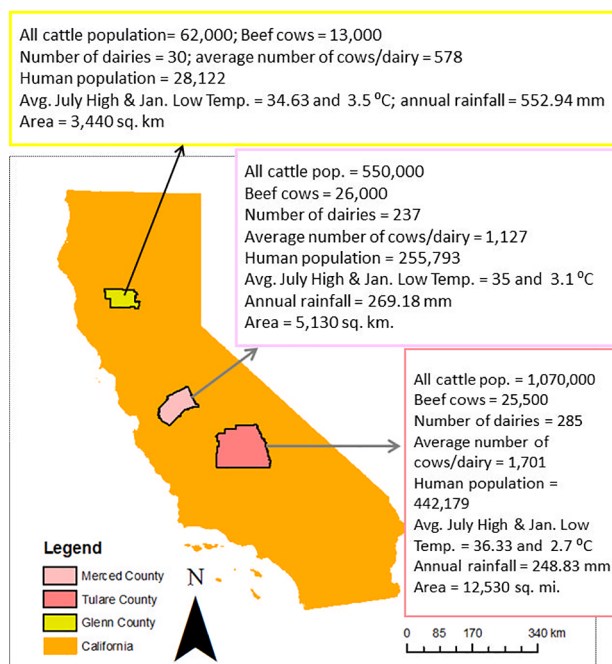 All cattle population= 62,000; Beef cows = 13,000
Number of dairies = 30; average number of cows/dairy = 578
Human population = 28,122
Avg. July High & Jan. Low Temp. = 34.63 and 3.5 ⁰C; annual rainfall = 552.94 mm
Area = 3,440 sq. km
All cattle pop. = 550,000
Beef cows = 26,000
Number of dairies = 237
Average number of cows/dairy = 1,127
Human population = 255,793
Avg. July High & Jan. Low Temp. = 35 and 3.1 ⁰C
Annual rainfall = 269.18 mm
Area = 5,130 sq. km.
All cattle pop. = 1,070,000
Beef cows = 25,500
Number of dairies = 285
Average number of
cows/dairy = 1,701
Human population =
442,179
Avg. July High & Jan. Low
Temp. = 36.33 and 2.7 ⁰C
Annual rainfall = 248.83 mm
Area = 12,530 sq. mi.
Legend
Merced County
Tulare County
Glenn County
California
N
0 85 170 340 km